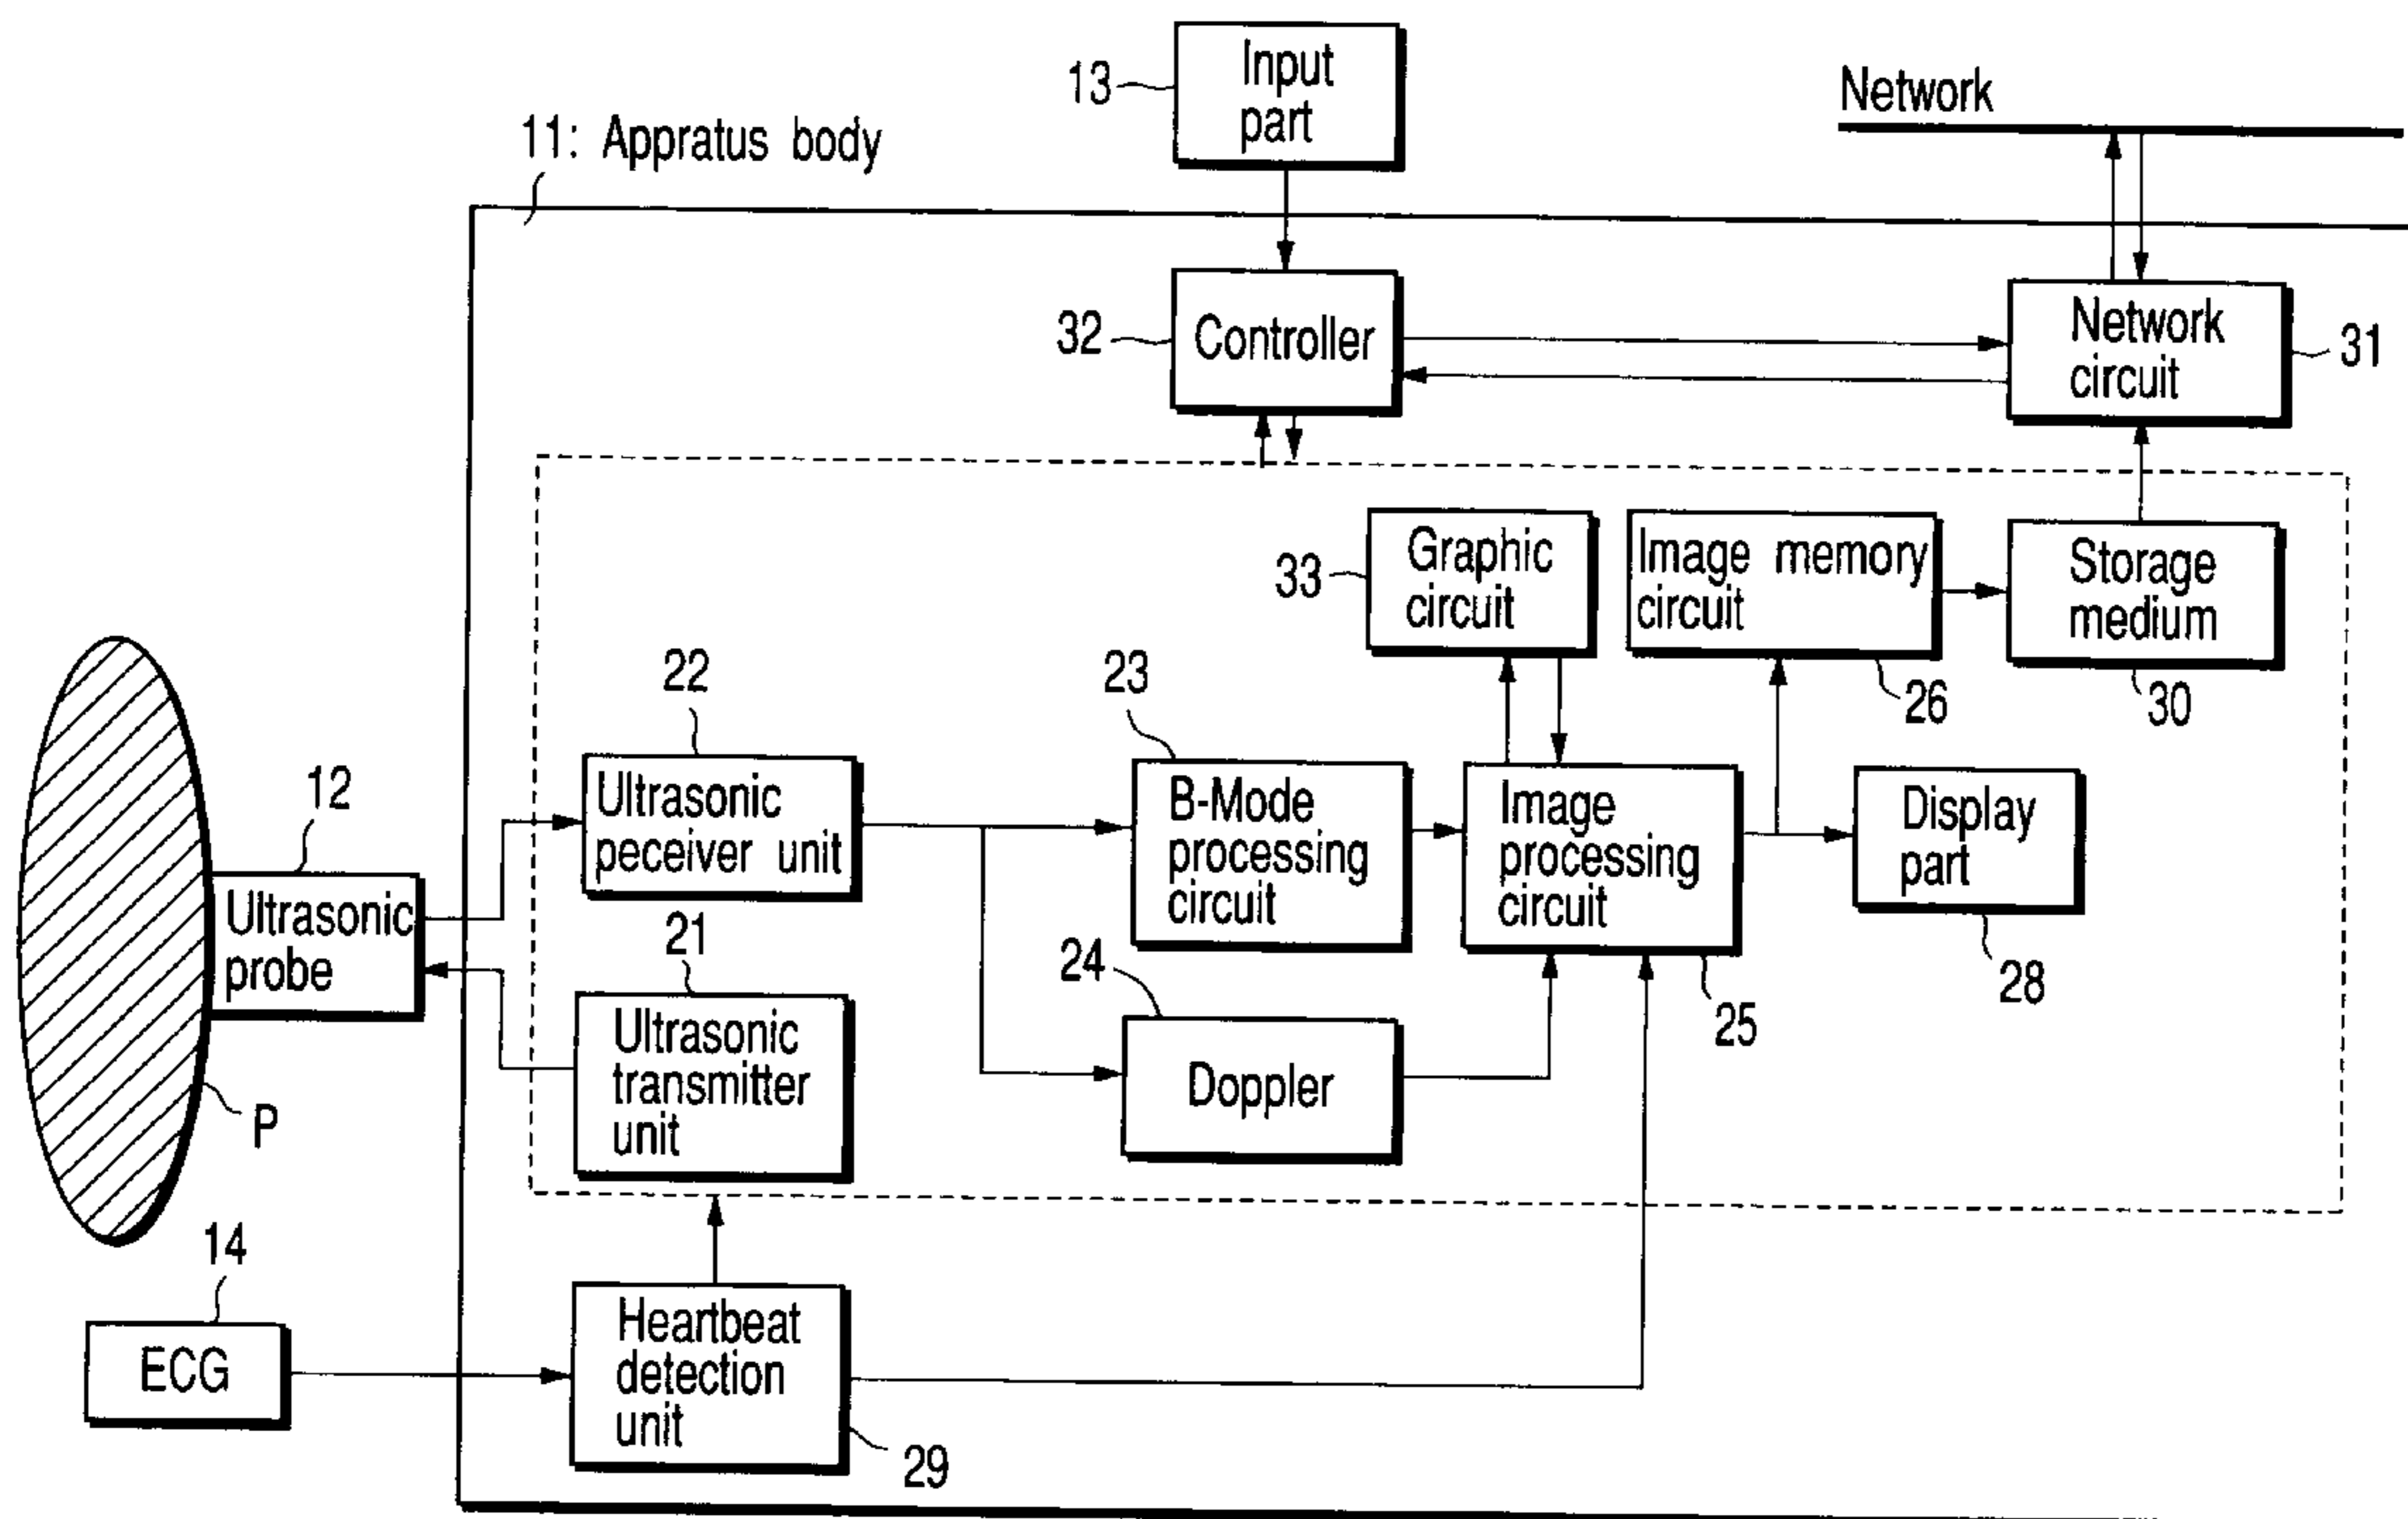 13
Input
part
Network
11: Appratus body
32
Controller
Network
circuit
31
33
Graphic
circuit
Image memory
circuit
26
Storage
medium
30
22
Ultrasonic
peceiver unit
23
B-Mode
processing
circuit
Image
processing
circuit
25
Display
part
28
12
Ultrasonic
probe
21
Ultrasonic
transmitter
unit
24
Doppler
P
14
ECG
Heartbeat
detection
unit
29